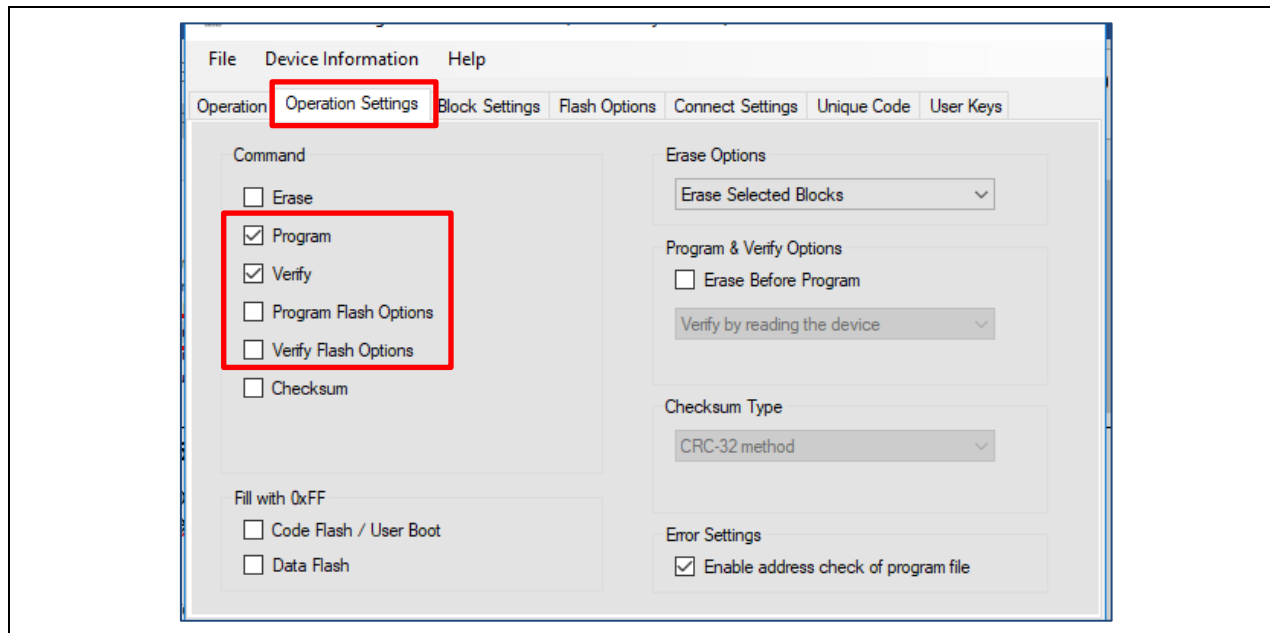 File Device Information Help
Operation Operation Settings Block Settings Flash Options Connect Settings Unique Code User Keys
Command
Erase
Program
Verify
Program Flash Options
Verify Flash Options
Checksum
Fill with 0xFF
Code Flash / User Boot
Data Flash
Erase Options
Erase Selected Blocks
Program & Verify Options
Erase Before Program
Verify by reading the device
Checksum Type
CRC-32 method
Error Settings
Enable address check of program file